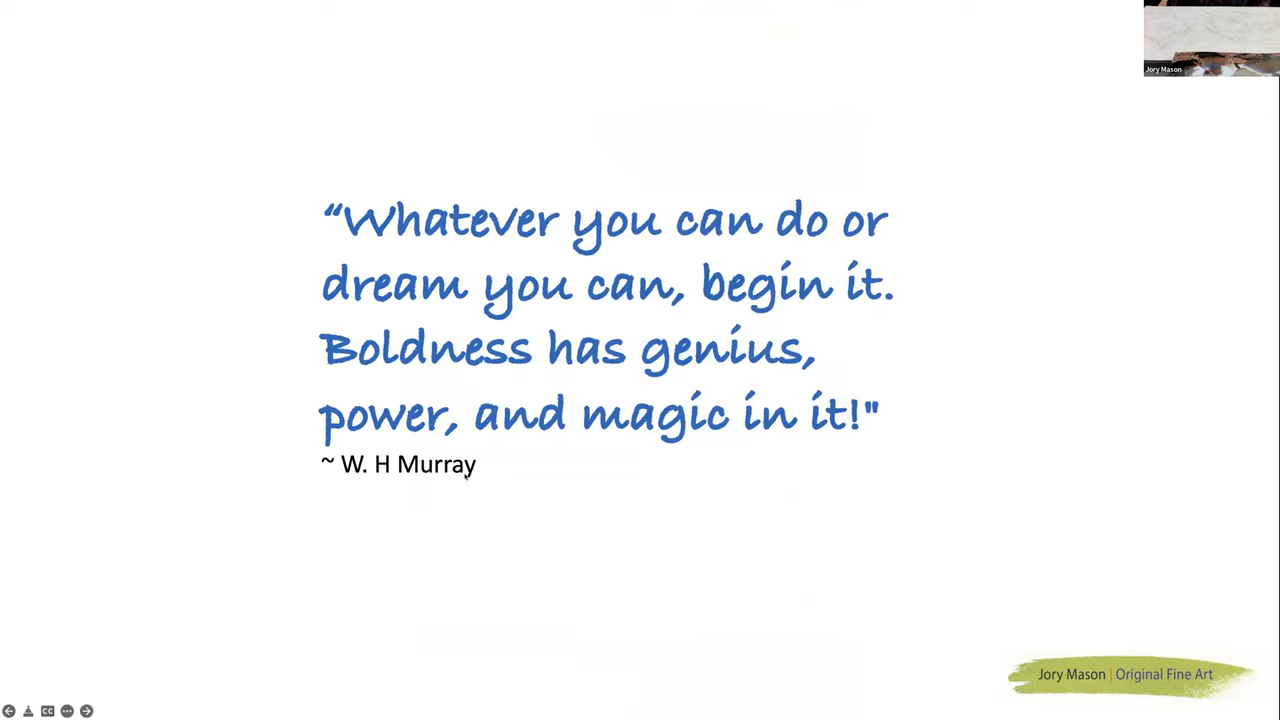 Jory Mason
“Whatever you can do or
dream you can, begin it.
Boldness has genius,
power, and magic in it!"
~ W. H Murray
Jory Mason | Original Fine Art
CC